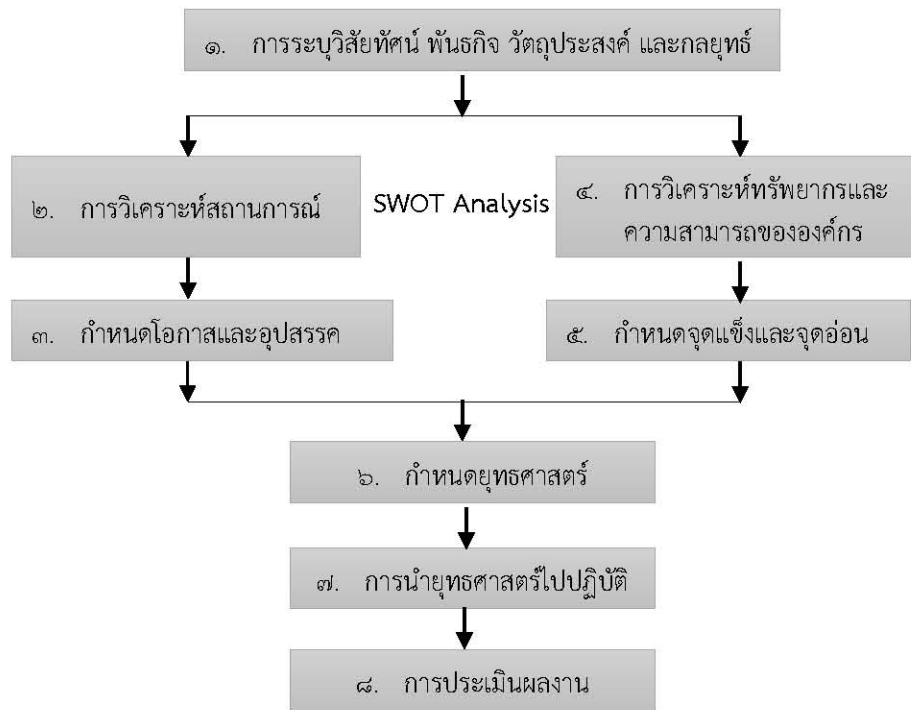 ๑. การระบุวิสัยทัศน์ พันธกิจ วัตถุประสงค์ และกลยุทธ์
๒. การวิเคราะห์สถานการณ์
SWOT Analysis
๔. การวิเคราะห์ทรัพยากรและ
ความสามารถขององค์กร
๓. กำหนดโอกาสและอุปสรรค
๕. กำหนดจุดแข็งและจุดอ่อน
๖. กำหนดยุทธศาสตร์
๗. การนำยุทธศาสตร์ไปปฏิบัติ
๘. การประเมินผลงาน